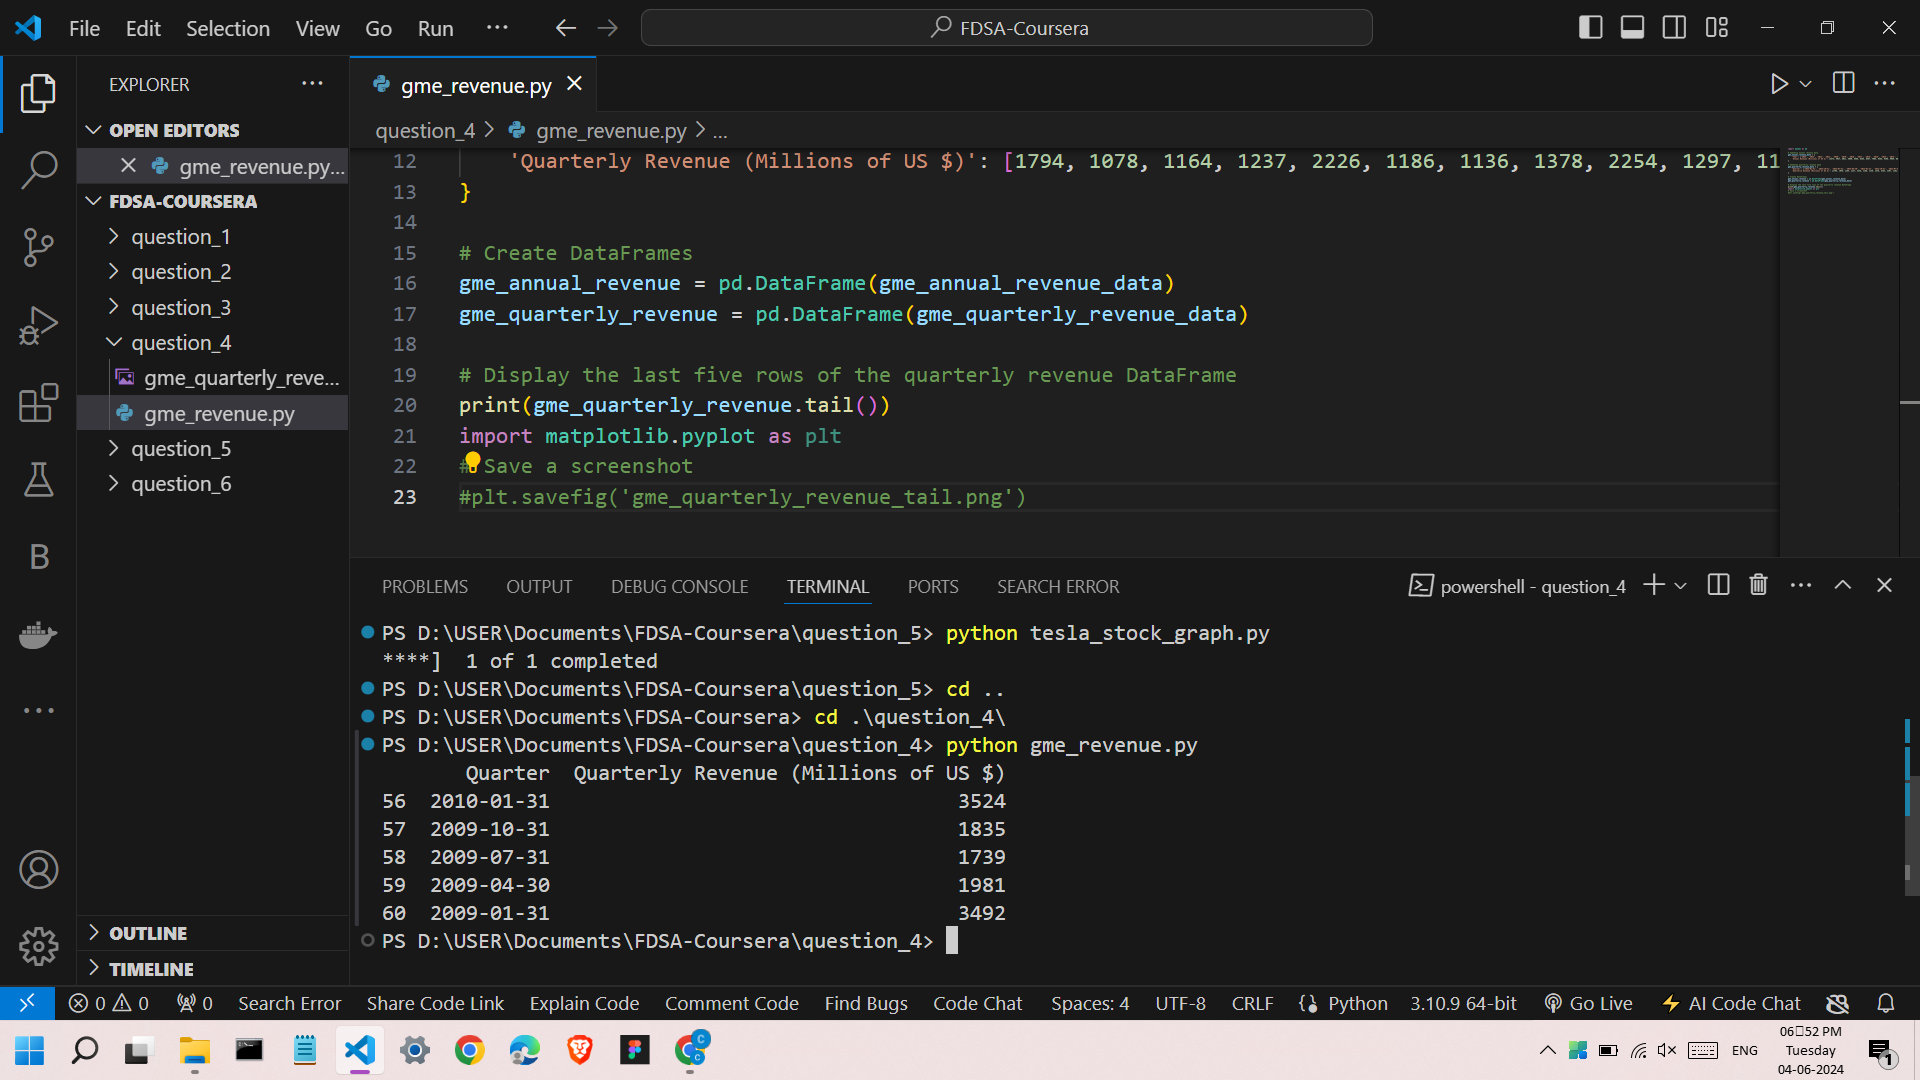 File Edit Selection View Go Run ... FDSA-Coursera
EXPLORER ...
gme_revenue.py
OPEN EDITORS
gme_revenue.py...
FDSA-COURSERA
question_1
question_2
question_3
question_4
gme_quarterly_reve...
gme_revenue.py
question_5
question_6
OUTLINE
TIMELINE
question_4 > gme_revenue.py > ...
12 'Quarterly Revenue (Millions of US $)': [1794, 1078, 1164, 1237, 2226, 1186, 1136, 1378, 2254, 1297, 11
13 }
14
15 # Create DataFrames
16 gme_annual_revenue = pd.DataFrame(gme_annual_revenue_data)
17 gme_quarterly_revenue = pd.DataFrame(gme_quarterly_revenue_data)
18
19 # Display the last five rows of the quarterly revenue DataFrame
20 print(gme_quarterly_revenue.tail())
21 import matplotlib.pyplot as plt
22 # Save a screenshot
23 #plt.savefig('gme_quarterly_revenue_tail.png')
PROBLEMS OUTPUT DEBUG CONSOLE TERMINAL PORTS SEARCH ERROR powershell - question_4
PS D:\USER\Documents\FDSA-Coursera\question_5> python tesla_stock_graph.py
****] 1 of 1 completed
PS D:\USER\Documents\FDSA-Coursera\question_5> cd ..
PS D:\USER\Documents\FDSA-Coursera> cd .\question_4\
PS D:\USER\Documents\FDSA-Coursera\question_4> python gme_revenue.py
Quarter Quarterly Revenue (Millions of US $)
56 2010-01-31 3524
57 2009-10-31 1835
58 2009-07-31 1739
59 2009-04-30 1981
60 2009-01-31 3492
PS D:\USER\Documents\FDSA-Coursera\question_4>
0 0 0 Search Error Share Code Link Explain Code Comment Code Find Bugs Code Chat Spaces: 4 UTF-8 CRLF Python 3.10.9 64-bit Go Live AI Code Chat
ENG
06:52 PM
Tuesday
04-06-2024
1